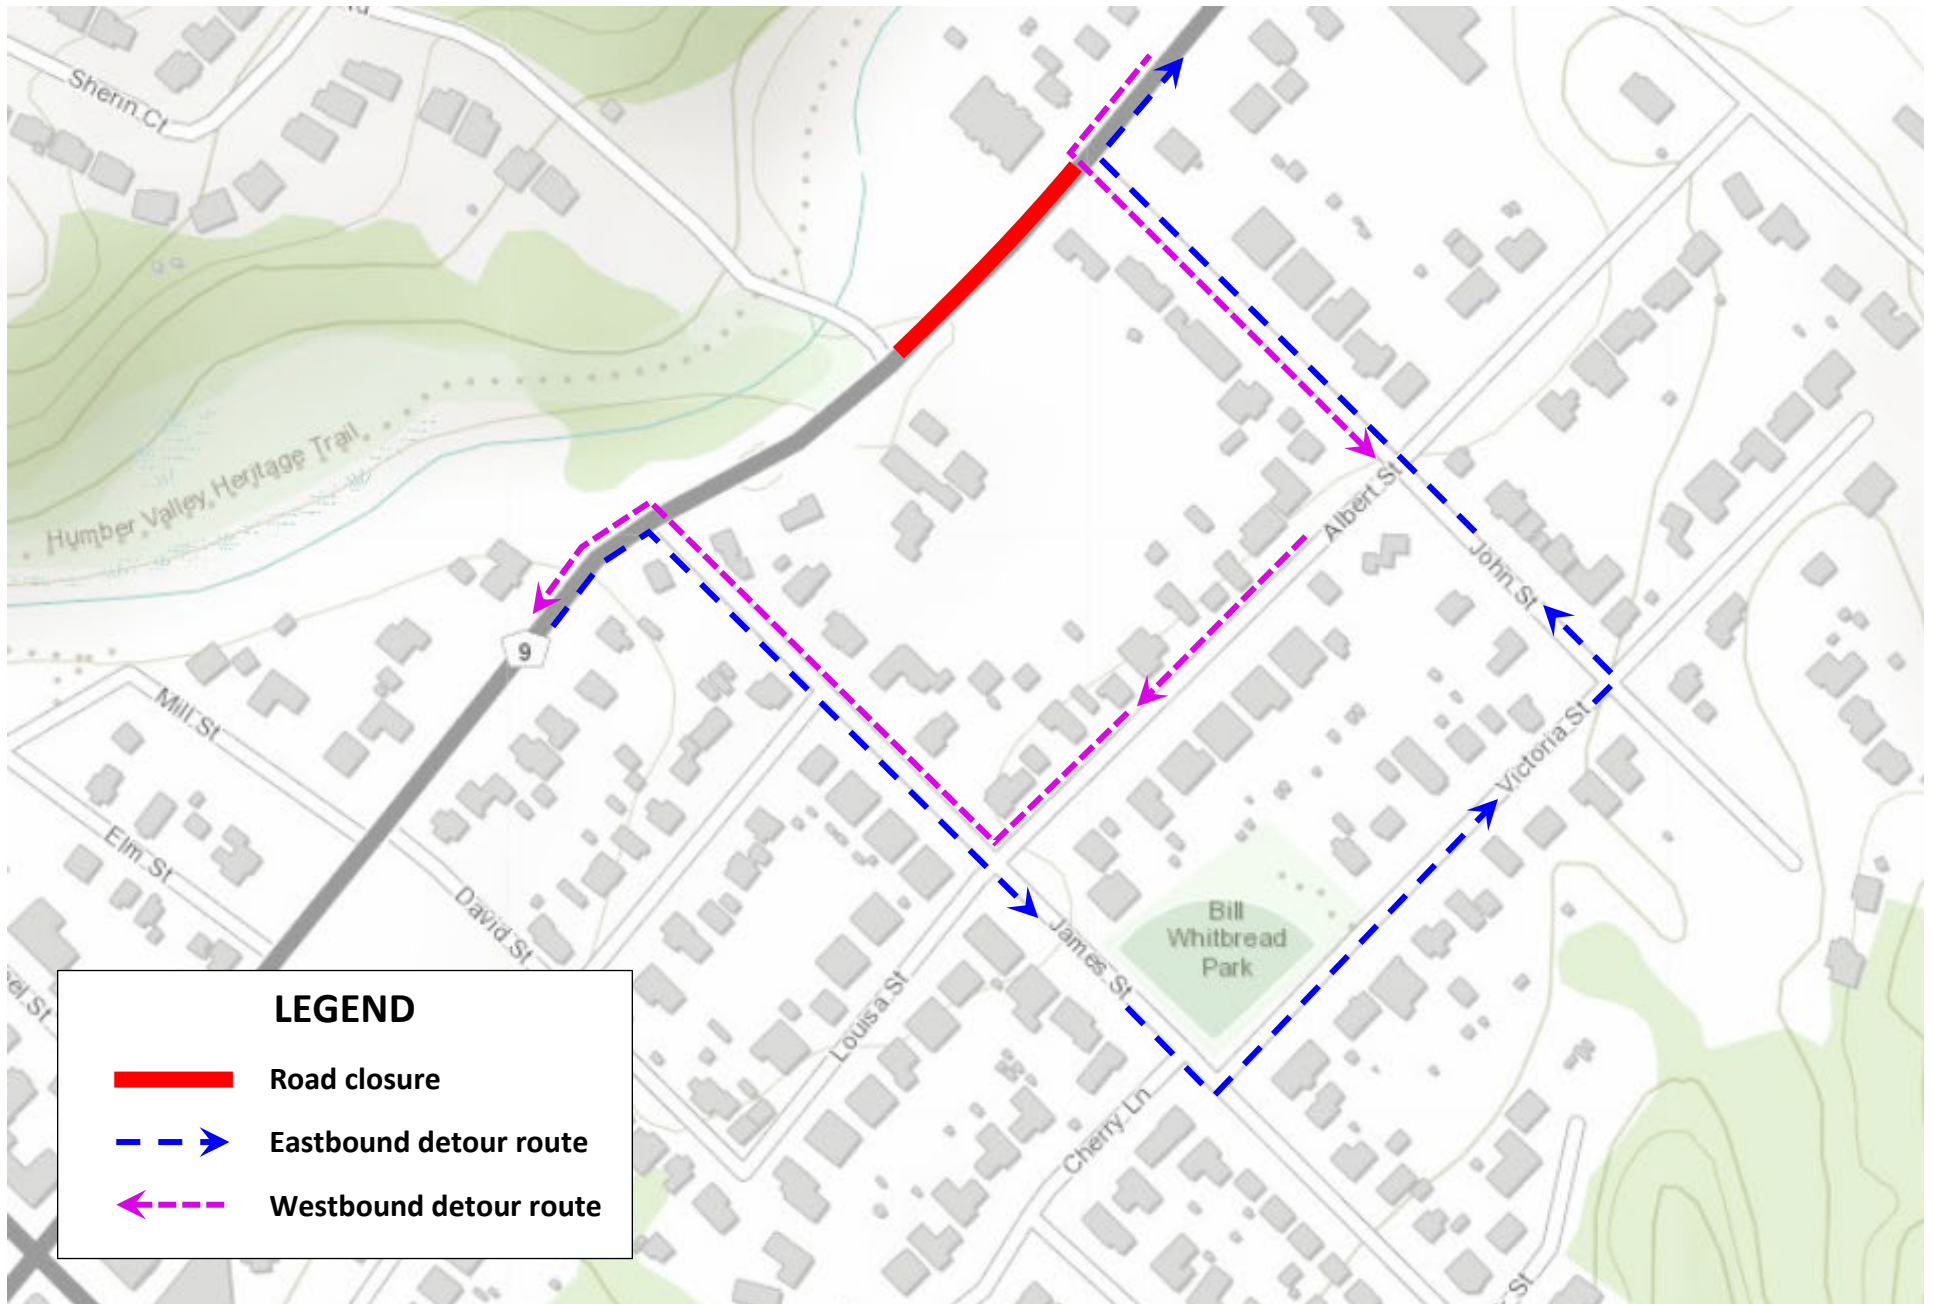 Sherin Ct
Humber Valley Heritage Trail
Albert St
John St
9
Mill St
Victoria St
Elm St
David St
Bill
Whitbread
Park
James St
Louisa St
Cherry Ln
St
LEGEND
Road closure
Eastbound detour route
Westbound detour route